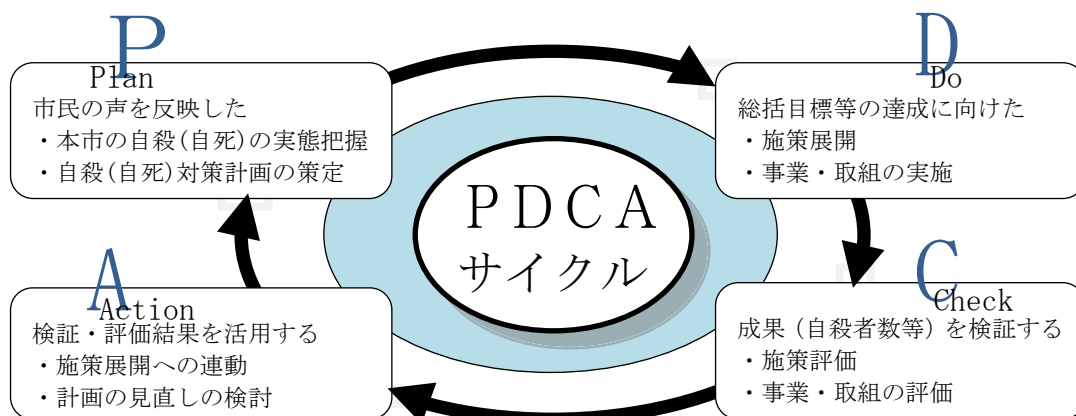 P
Plan
市民の声を反映した
・本市の自殺(自死)の実態把握
・自殺(自死)対策計画の策定
D
Do
総括目標等の達成に向けた
・施策展開
・事業・取組の実施
PDCA
サイクル
A
Action
検証・評価結果を活用する
・施策展開への連動
・計画の見直しの検討
C
Check
成果(自殺者数等)を検証する
・施策評価
・事業・取組の評価